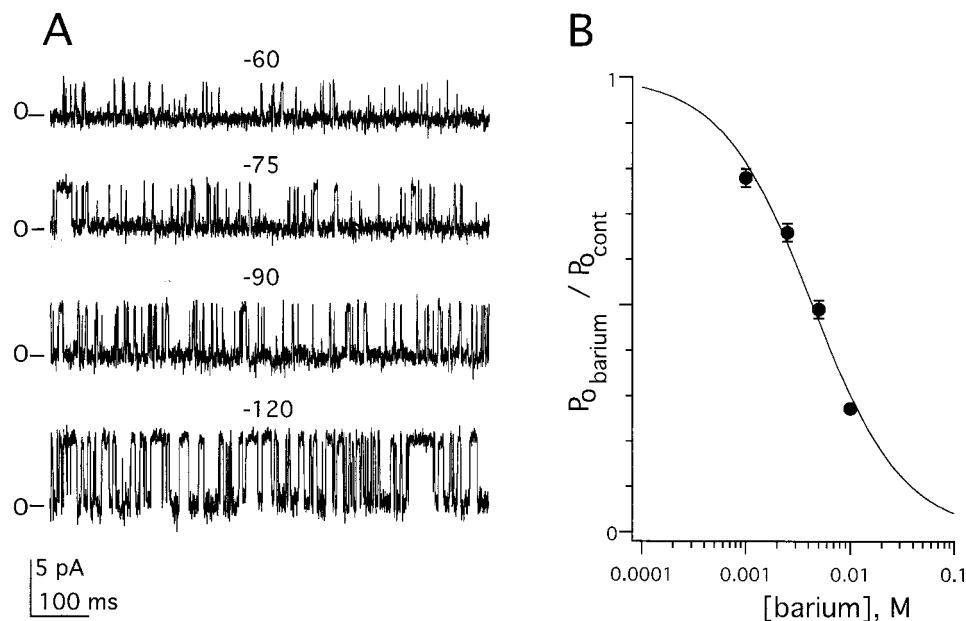 A
-60
O
-75
O
-90
O
-120
O
5 pA
100 ms
B
1
Po barium / Po cont
0
0.0001
0.001
0.01
0.1
[barium], M